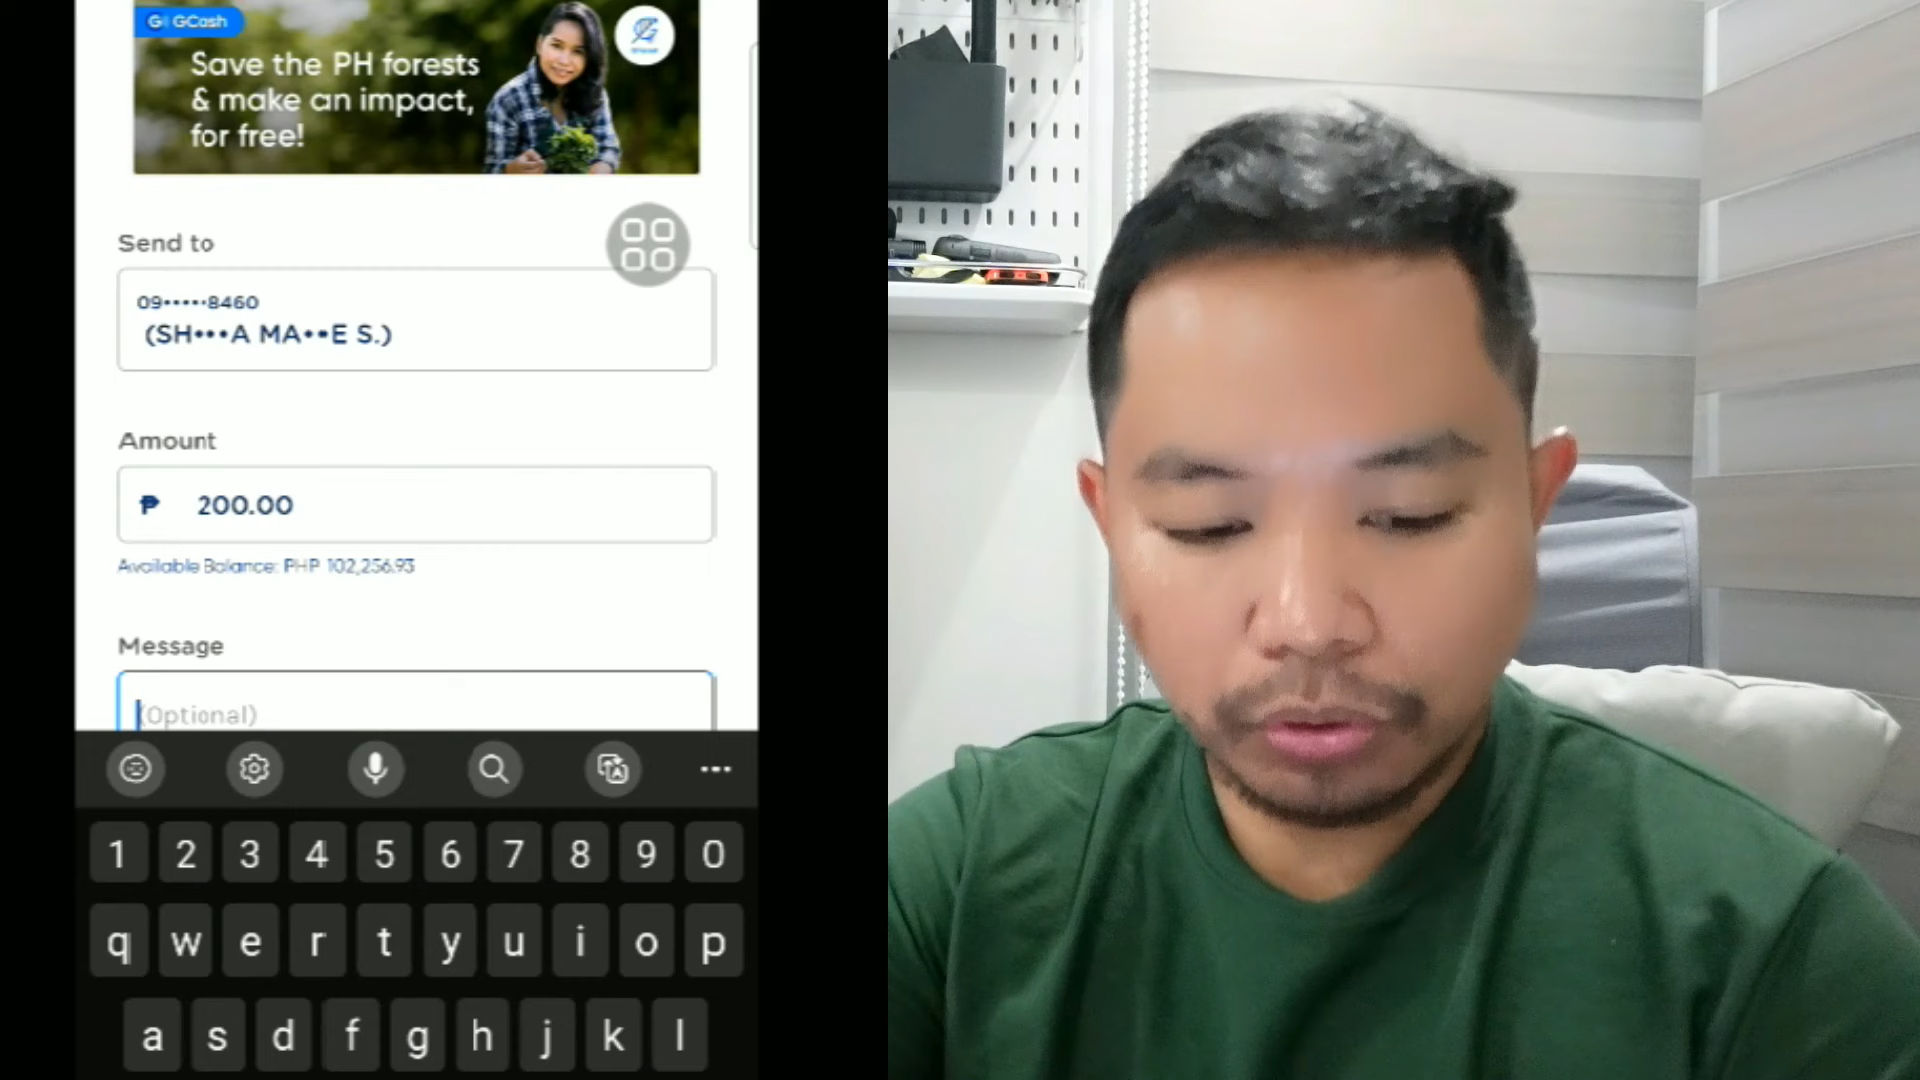 GCash
Save the PH forests
& make an impact,
for free!
Send to
09•••••8460
(SH•••A MA••E S.)
Amount
₱ 200.00
Available Balance: PHP 102,256.93
Message
(Optional)
1 2 3 4 5 6 7 8 9 0
q w e r t y u i o p
a s d f g h j k l